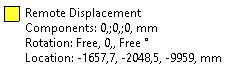 Remote Displacement
Components: 0,;0,;0, mm
Rotation: Free, 0,, Free °
Location: -1657,7, -2048,5, -9959, mm